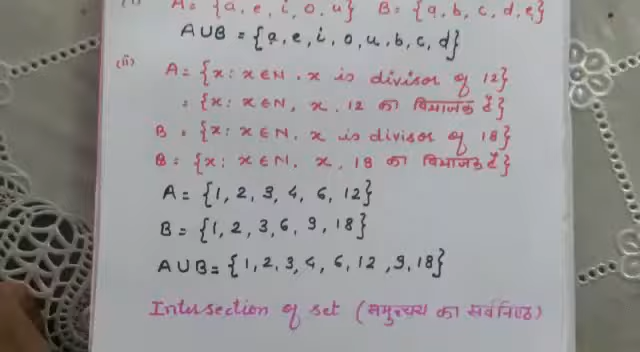 A = {a, e, i, o, u} B = {a, b, c, d, e}
AUB = {a, e, i, o, u, b, c, d}
(ii) A = {x : x ∈ N . x is divisor of 12}
= {x : x ∈ N, x . 12 का विभाजक है}
B = {x : x ∈ N . x is divisor of 18}
B = {x : x ∈ N . x . 18 का विभाजक है}
A = {1, 2, 3, 4, 6, 12}
B = {1, 2, 3, 6, 9, 18}
AUB = {1, 2, 3, 4, 6, 12 , 9, 18}
Intersection of set (समुच्चय का सर्वनिष्ठ)